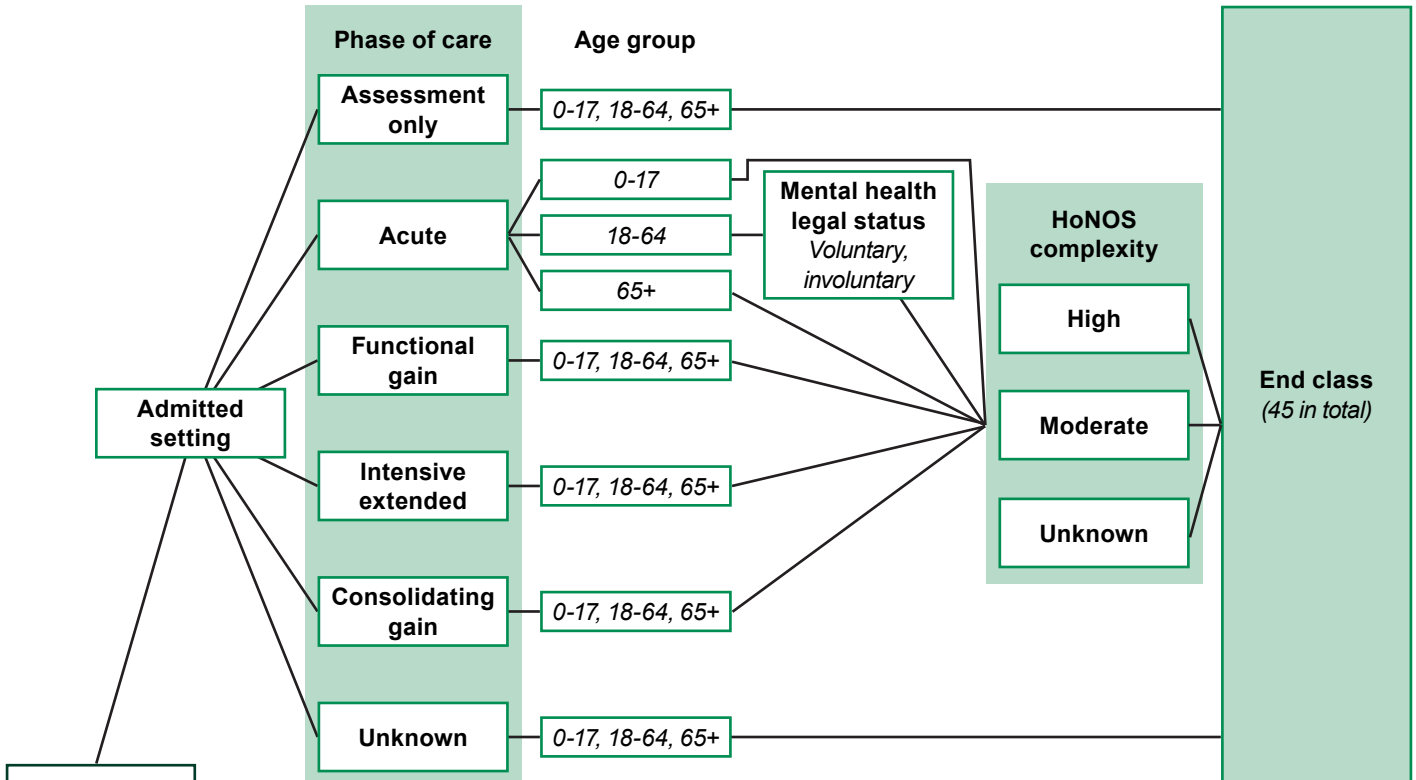 Phase of care
Age group
Assessment
only
0-17, 18-64, 65+
Acute
0-17
18-64
65+
Mental health
legal status
Voluntary,
involuntary
HoNOS
complexity
High
Moderate
Unknown
End class
(45 in total)
Admitted
setting
Functional
gain
0-17, 18-64, 65+
Intensive
extended
0-17, 18-64, 65+
Consolidating
gain
0-17, 18-64, 65+
Unknown
0-17, 18-64, 65+